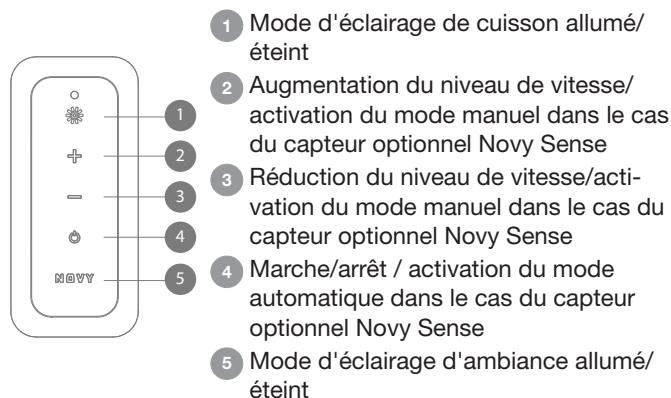 1 Mode d'éclairage de cuisson allumé/
éteint
2 Augmentation du niveau de vitesse/
activation du mode manuel dans le cas
du capteur optionnel Novy Sense
3 Réduction du niveau de vitesse/acti-
vation du mode manuel dans le cas du
capteur optionnel Novy Sense
4 Marche/arrêt / activation du mode
automatique dans le cas du capteur
optionnel Novy Sense
5 Mode d'éclairage d'ambiance allumé/
éteint
1
2
3
4
NOVY 5